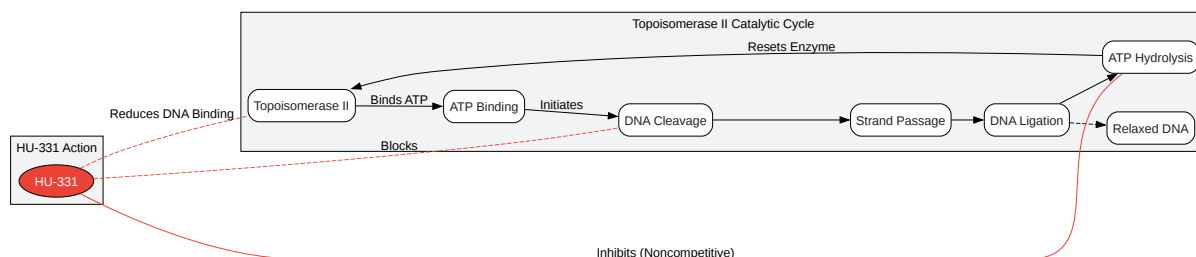 Topoisomerase II Catalytic Cycle
Resets Enzyme
ATP Hydrolysis
Topoisomerase II
Binds ATP
ATP Binding
Initiates
DNA Cleavage
Strand Passage
DNA Ligation
Relaxed DNA
Reduces DNA Binding
Blocks
HU-331 Action
HU-331
Inhibits (Noncompetitive)